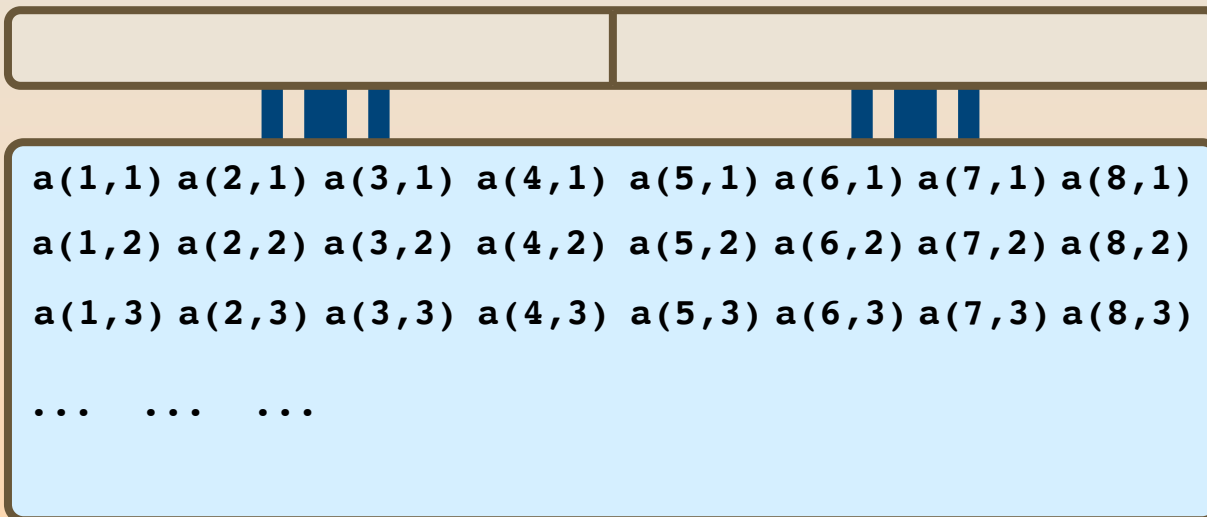 a(1,1) a(2,1) a(3,1) a(4,1) a(5,1) a(6,1) a(7,1) a(8,1)
a(1,2) a(2,2) a(3,2) a(4,2) a(5,2) a(6,2) a(7,2) a(8,2)
a(1,3) a(2,3) a(3,3) a(4,3) a(5,3) a(6,3) a(7,3) a(8,3)
... ... ...